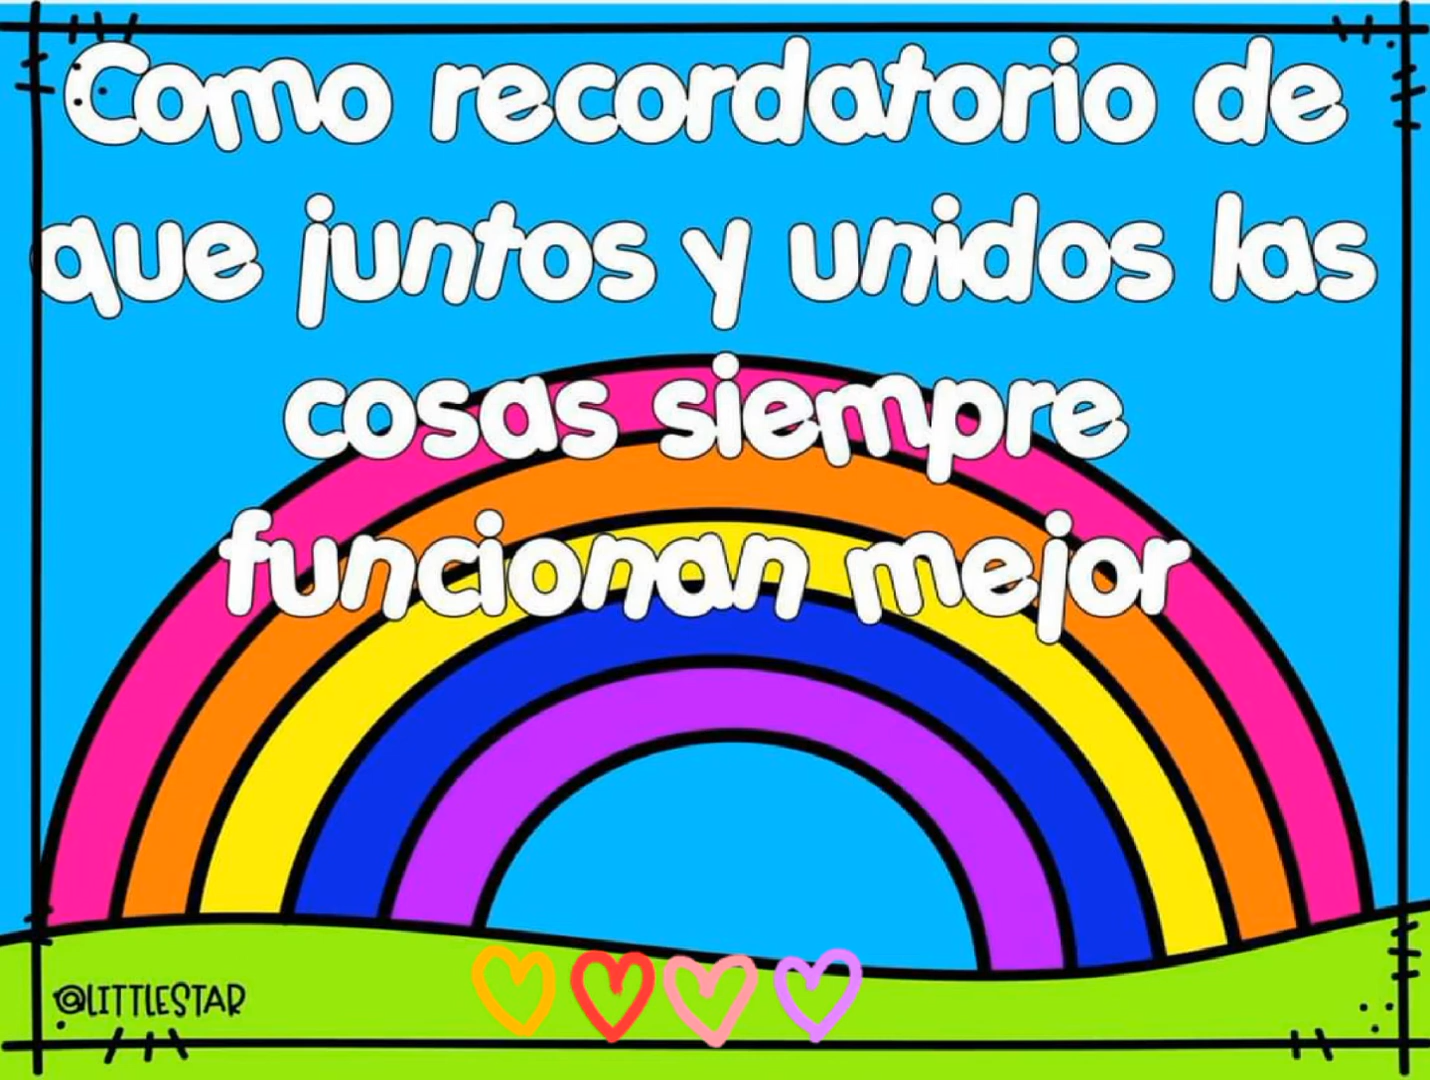 Como recordatorio de
que juntos y unidos las
cosas siempre
funcionan mejor
@LITTLESTAR